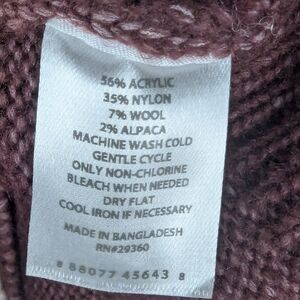 56% ACRYLIC
35% NYLON
7% WOOL
2% ALPACA
MACHINE WASH COLD
GENTLE CYCLE
ONLY NON-CHLORINE
BLEACH WHEN NEEDED
DRY FLAT
COOL IRON IF NECESSARY
MADE IN BANGLADESH
RN#29360
8 88077 45643 8